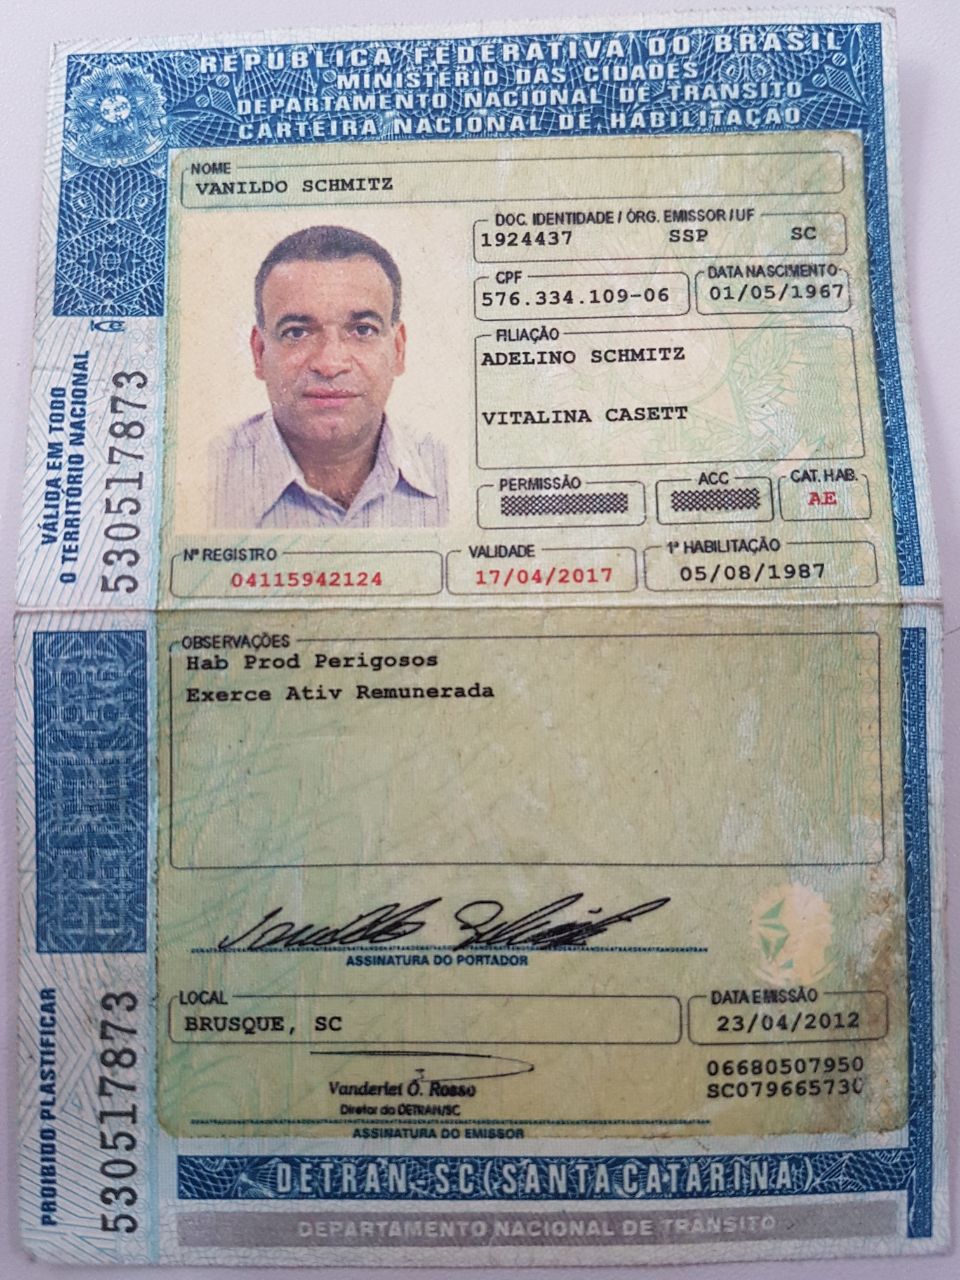 REPÚBLICA FEDERATIVA DO BRASIL
MINISTÉRIO DAS CIDADES
DEPARTAMENTO NACIONAL DE TRÂNSITO
CARTEIRA NACIONAL DE HABILITAÇÃO
NOME
VANILDO SCHMITZ
DOC. IDENTIDADE / ÓRG. EMISSOR / UF
1924437 SSP SC
CPF
576.334.109-06
DATA NASCIMENTO
01/05/1967
FILIAÇÃO
ADELINO SCHMITZ
VITALINA CASETT
PERMISSÃO
ACC
CAT. HAB.
AE
Nº REGISTRO
04115942124
VALIDADE
17/04/2017
1ª HABILITAÇÃO
05/08/1987
VÁLIDA EM TODO
O TERRITÓRIO NACIONAL
5305178​73
OBSERVAÇÕES
Hab Prod Perigosos
Exerce Ativ Remunerada
ASSINATURA DO PORTADOR
LOCAL
BRUSQUE, SC
DATA EMISSÃO
23/04/2012
06680507950
SC079665730
Vanderlei O. Rosso
Diretor do DETRAN/SC
ASSINATURA DO EMISSOR
PROIBIDO PLASTIFICAR
530517873
DETRAN-SC (SANTA CATARINA)
DEPARTAMENTO NACIONAL DE TRÂNSITO